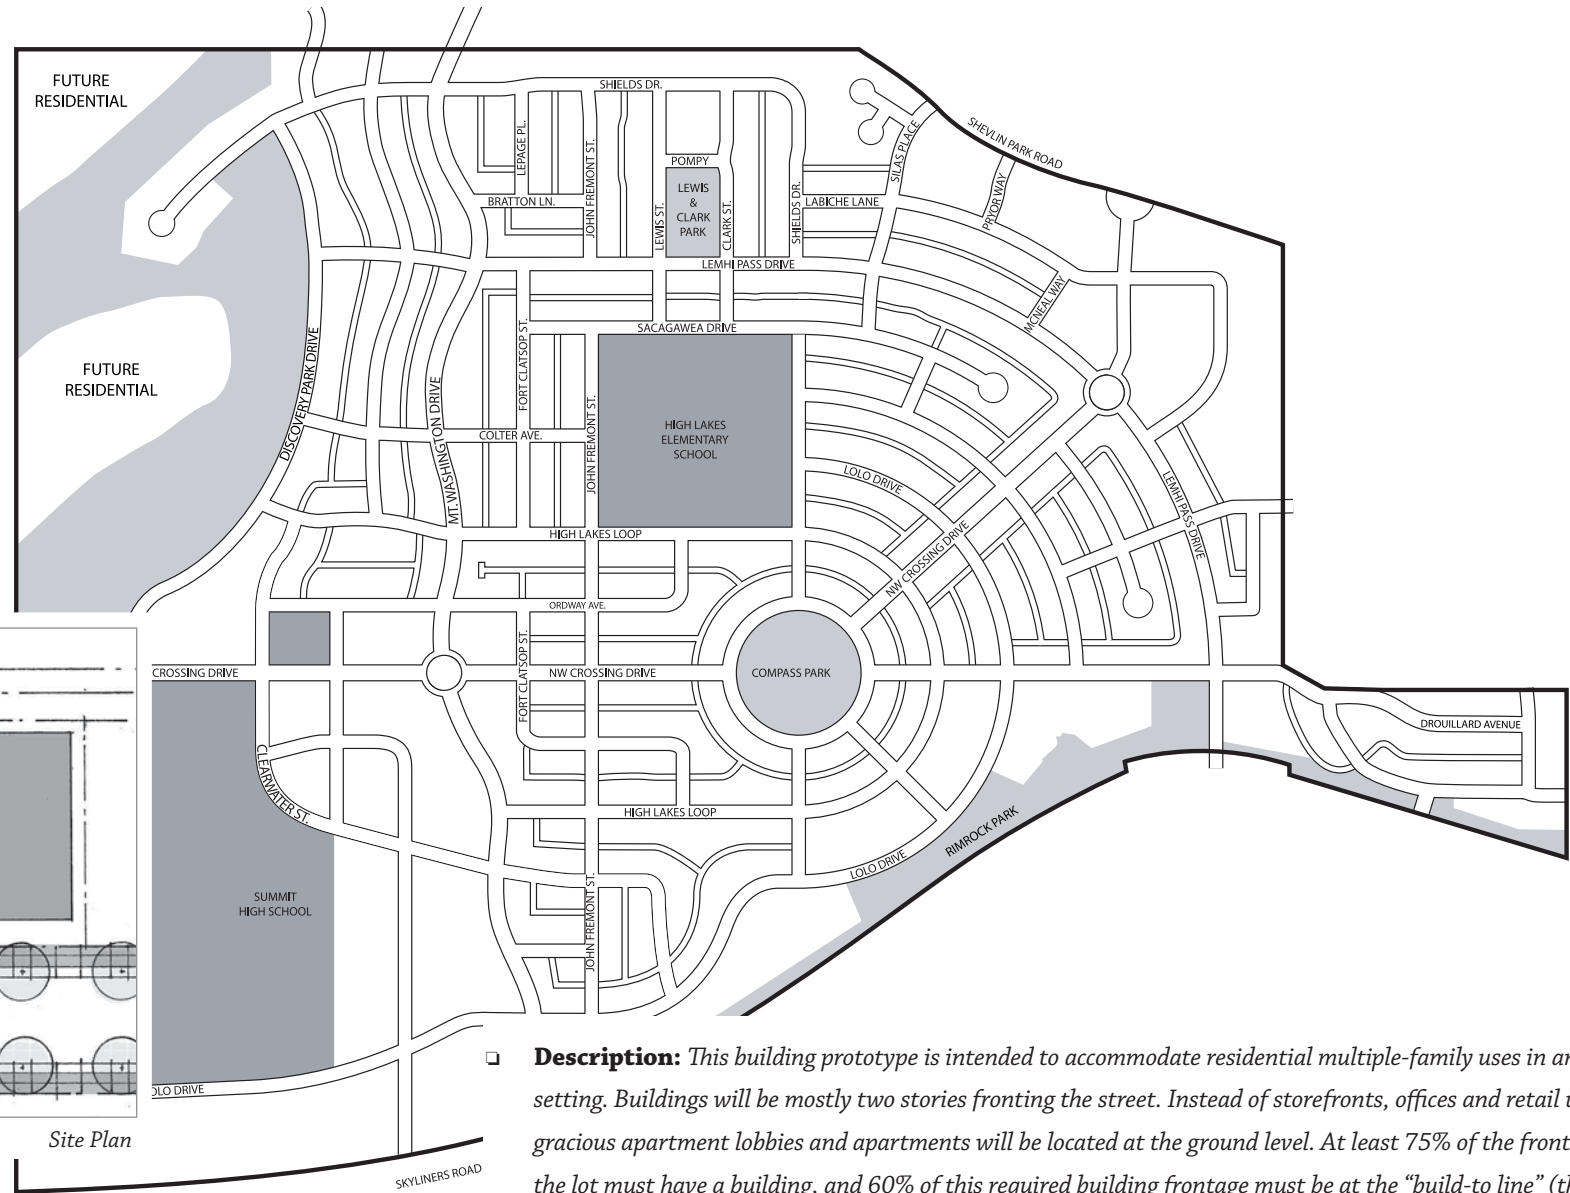 FUTURE
RESIDENTIAL
SHIELDS DR.
SHEVLIN PARK ROAD
LEPAGE PL.
JOHN FREMONT ST.
POMPY
SILAS PLACE
LEWIS
&
CLARK
PARK
PRYOR WAY
BRATTON LN.
LEWIS ST.
CLARK ST.
SHIELDS DR.
LABICHE LANE
LEMHI PASS DRIVE
MCNEAL WAY
SACAGAWEA DRIVE
FUTURE
RESIDENTIAL
DISCOVERY PARK DRIVE
MT. WASHINGTON DRIVE
FORT CLATSOP ST.
COLTER AVE.
JOHN FREMONT ST.
HIGH LAKES
ELEMENTARY
SCHOOL
LOLO DRIVE
LEMHI PASS DRIVE
HIGH LAKES LOOP
NW CROSSING DRIVE
ORDWAY AVE.
FORT CLATSOP ST.
CROSSING DRIVE
NW CROSSING DRIVE
COMPASS PARK
DROUILLARD AVENUE
CLEARWATER ST.
HIGH LAKES LOOP
RIMROCK PARK
LOLO DRIVE
SUMMIT
HIGH SCHOOL
JOHN FREMONT ST.
OLO DRIVE
Site Plan
SKYLINERS ROAD
❏ Description: This building prototype is intended to accommodate residential multiple-family uses in
setting. Buildings will be mostly two stories fronting the street. Instead of storefronts, offices and retail
gracious apartment lobbies and apartments will be located at the ground level. At least 75% of the
the lot must have a building, and 60% of this required building frontage must be at the “build-to line”